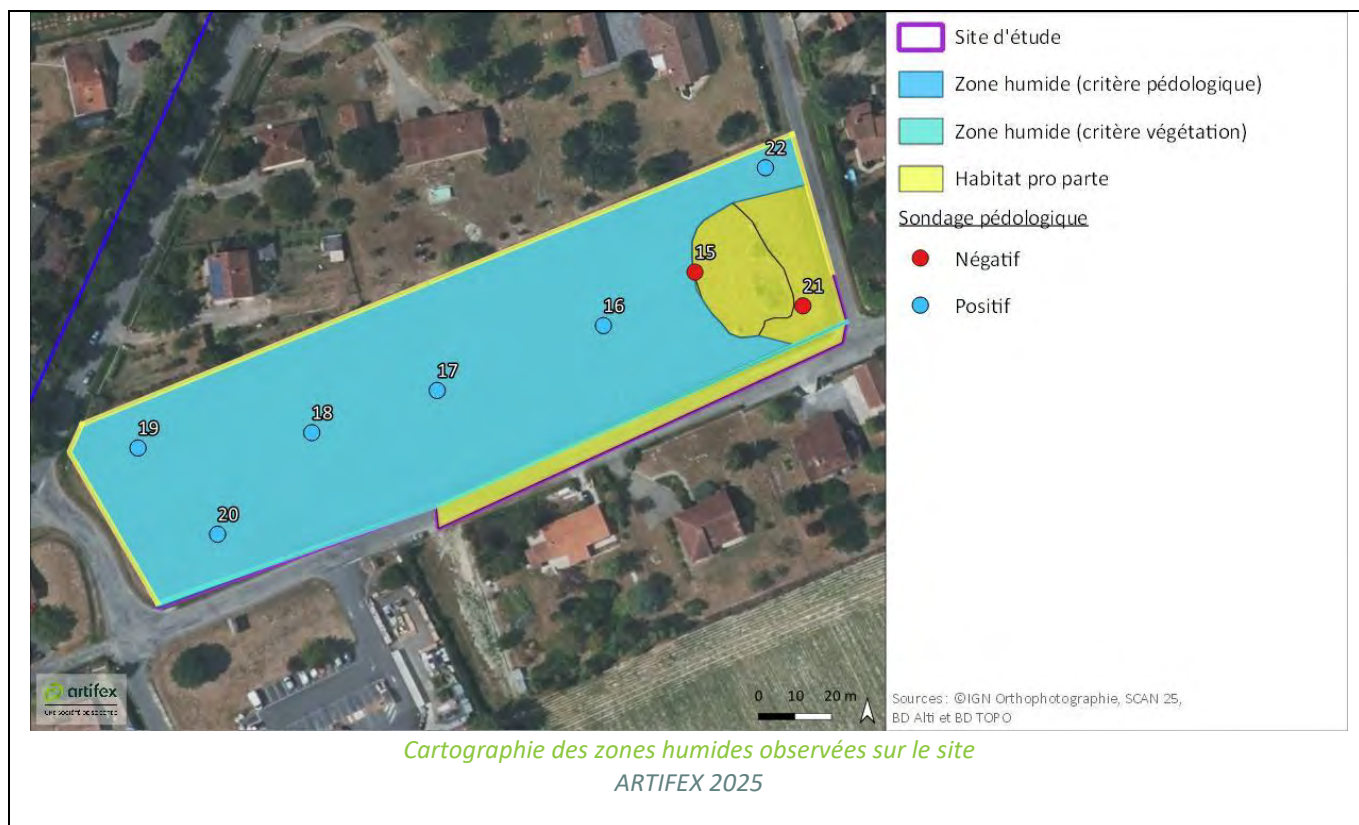 Site d'étude
Zone humide (critère pédologique)
Zone humide (critère végétation)
Habitat pro parte
Sondage pédologique
Négatif
Positif
22
15
21
16
17
18
19
20
artifex
0 10 20 m
Sources : ©IGN Orthophotographie, SCAN 25,
BD Alti et BD TOPO
Cartographie des zones humides observées sur le site
ARTIFEX 2025